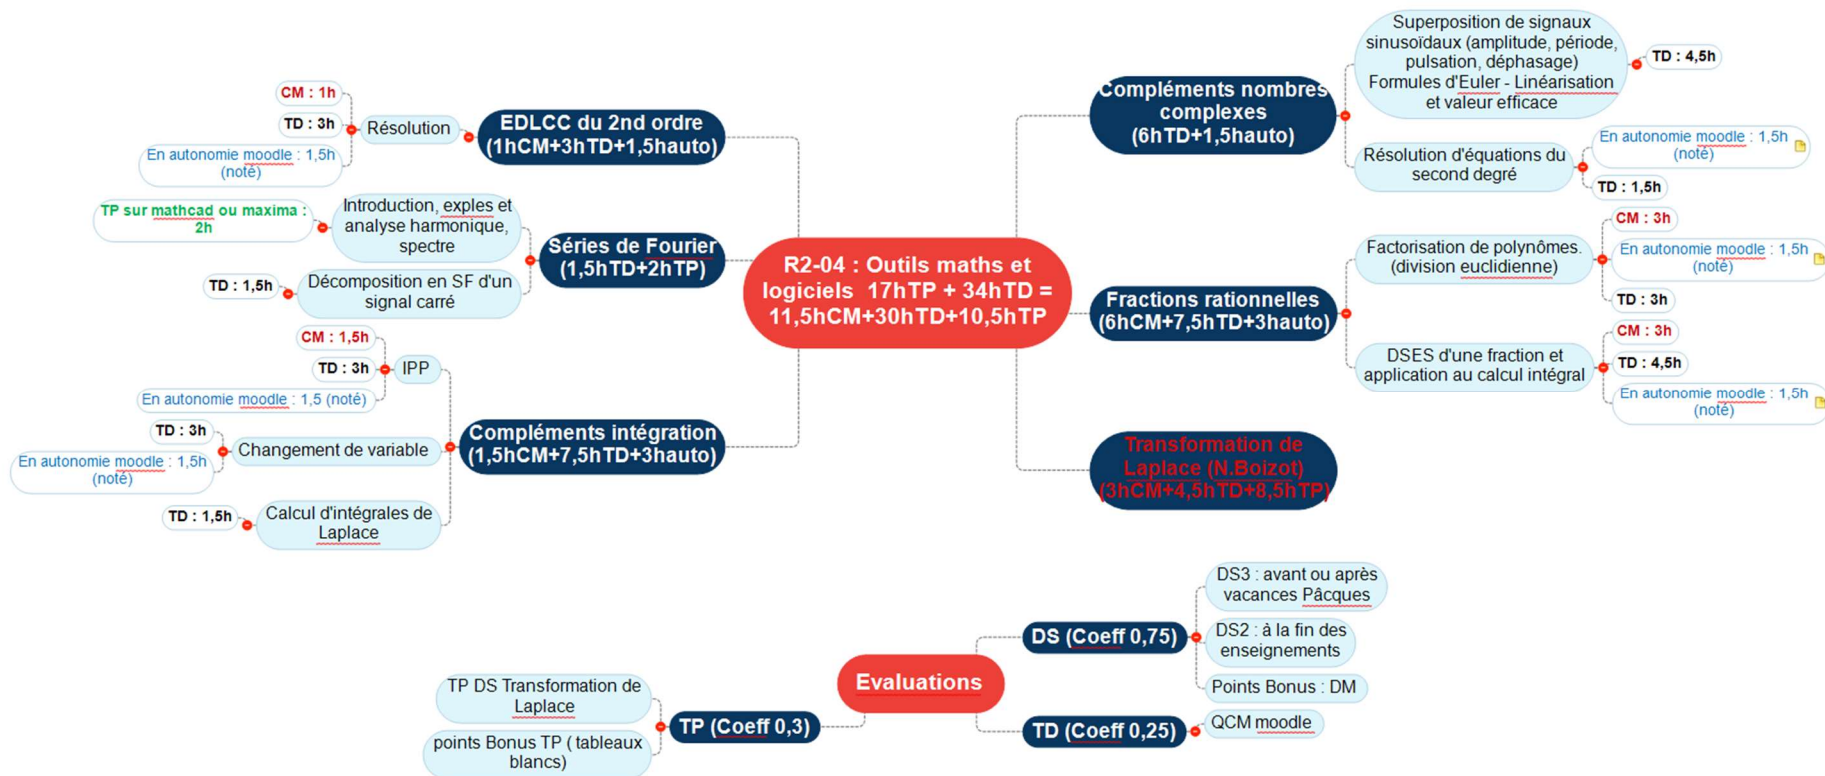 R2-04 : Outils maths et
logiciels 17hTP + 34hTD =
11,5hCM+30hTD+10,5hTP
Compléments nombres
complexes
(6hTD+1,5hauto)
Superposition de signaux
sinusoïdaux (amplitude, période,
pulsation, déphasage)
Formules d'Euler - Linéarisation
et valeur efficace
TD : 4,5h
Résolution d'équations du
second degré
En autonomie moodle : 1,5h
(noté)
TD : 1,5h
Fractions rationnelles
(6hCM+7,5hTD+3hauto)
Factorisation de polynômes.
(division euclidienne)
CM : 3h
En autonomie moodle : 1,5h
(noté)
TD : 3h
DSES d'une fraction et
application au calcul intégral
CM : 3h
TD : 4,5h
En autonomie moodle : 1,5h
(noté)
Transformation de
Laplace (N.Boizot)
(3hCM+4,5hTD+8,5hTP)
EDLCC du 2nd ordre
(1hCM+3hTD+1,5hauto)
Résolution
CM : 1h
TD : 3h
En autonomie moodle : 1,5h
(noté)
Séries de Fourier
(1,5hTD+2hTP)
Introduction, exples et
analyse harmonique,
spectre
TP sur mathcad ou maxima :
2h
Décomposition en SF d'un
signal carré
TD : 1,5h
Compléments intégration
(1,5hCM+7,5hTD+3hauto)
IPP
CM : 1,5h
TD : 3h
En autonomie moodle : 1,5 (noté)
Changement de variable
TD : 3h
En autonomie moodle : 1,5h
(noté)
Calcul d'intégrales de
Laplace
TD : 1,5h
Evaluations
DS (Coeff 0,75)
DS3 : avant ou après
vacances Pâcques
DS2 : à la fin des
enseignements
Points Bonus : DM
TD (Coeff 0,25)
QCM moodle
TP (Coeff 0,3)
TP DS Transformation de
Laplace
points Bonus TP ( tableaux
blancs)